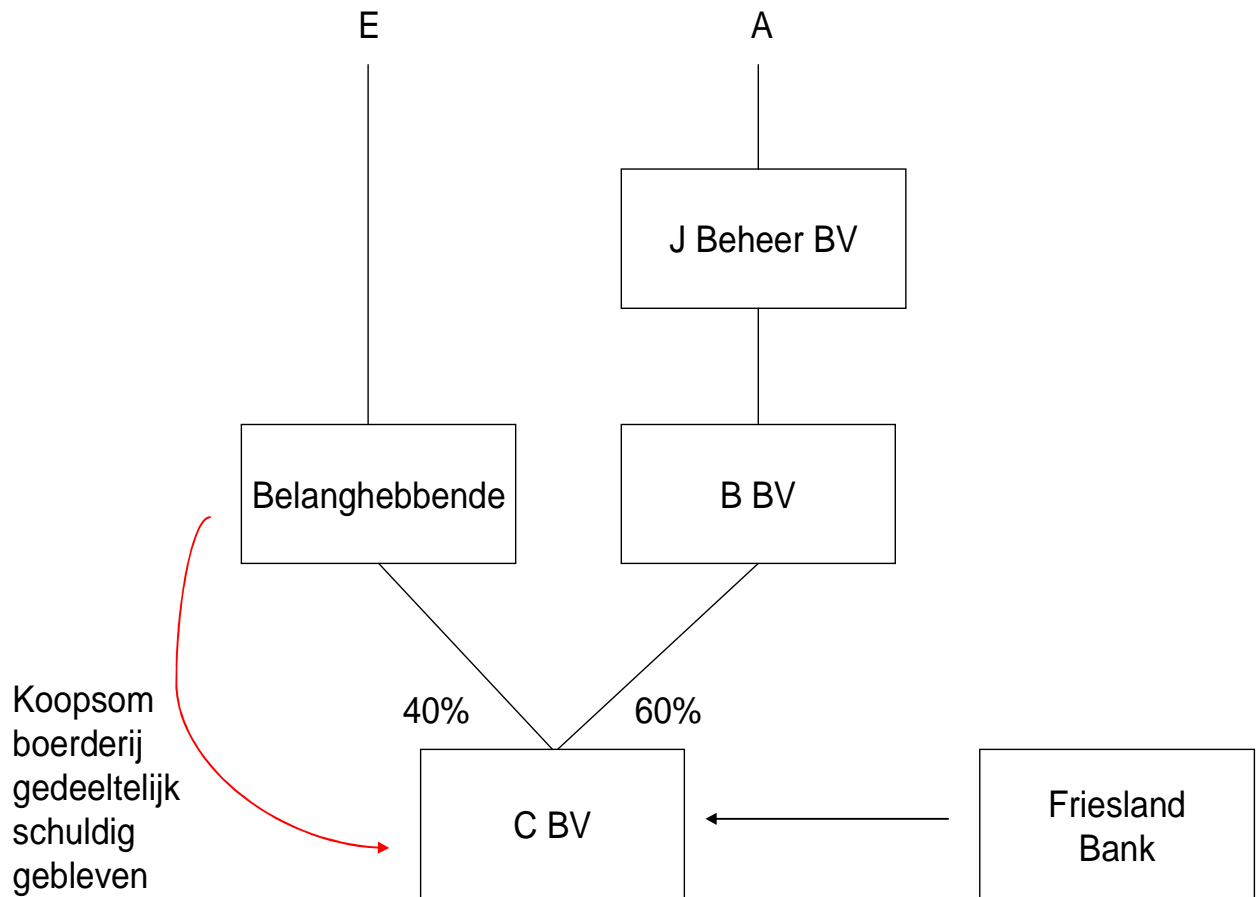 E
A
J Beheer BV
Belanghebbende
B BV
40%
60%
Koopsom
boerderij
gedeeltelijk
schuldig
gebleven
C BV
Friesland
Bank